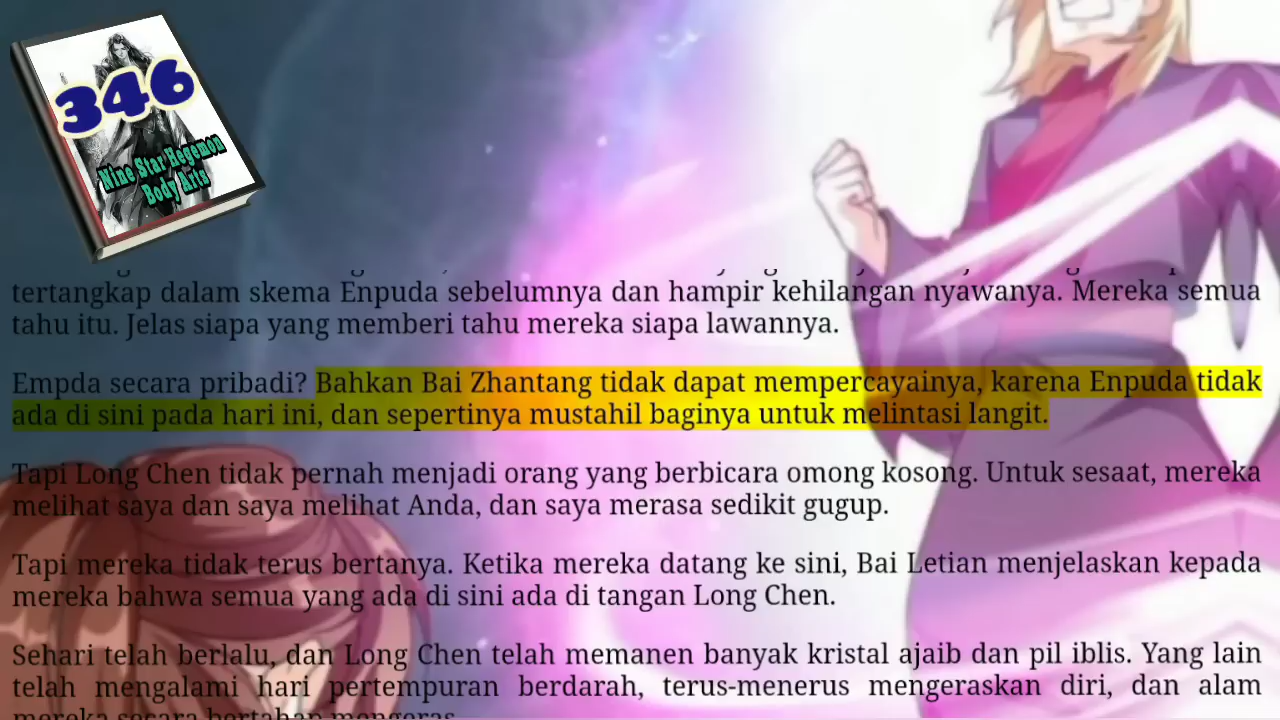 346
Nine Star Hegemon
Body Arts
tertangkap dalam skema Enpuda sebelumnya dan hampir kehilangan nyawanya. Mereka semua
tahu itu. Jelas siapa yang memberi tahu mereka siapa lawannya.
Empda secara pribadi? Bahkan Bai Zhantang tidak dapat mempercayainya, karena Enpuda tidak
ada di sini pada hari ini, dan sepertinya mustahil baginya untuk melintasi langit.
Tapi Long Chen tidak pernah menjadi orang yang berbicara omong kosong. Untuk sesaat, mereka
melihat saya dan saya melihat Anda, dan saya merasa sedikit gugup.
Tapi mereka tidak terus bertanya. Ketika mereka datang ke sini, Bai Letian menjelaskan kepada
mereka bahwa semua yang ada di sini ada di tangan Long Chen.
Sehari telah berlalu, dan Long Chen telah memanen banyak kristal ajaib dan pil iblis. Yang lain
telah mengalami hari pertempuran berdarah, terus-menerus mengeraskan diri, dan alam
mereka secara bertahap mengeras.